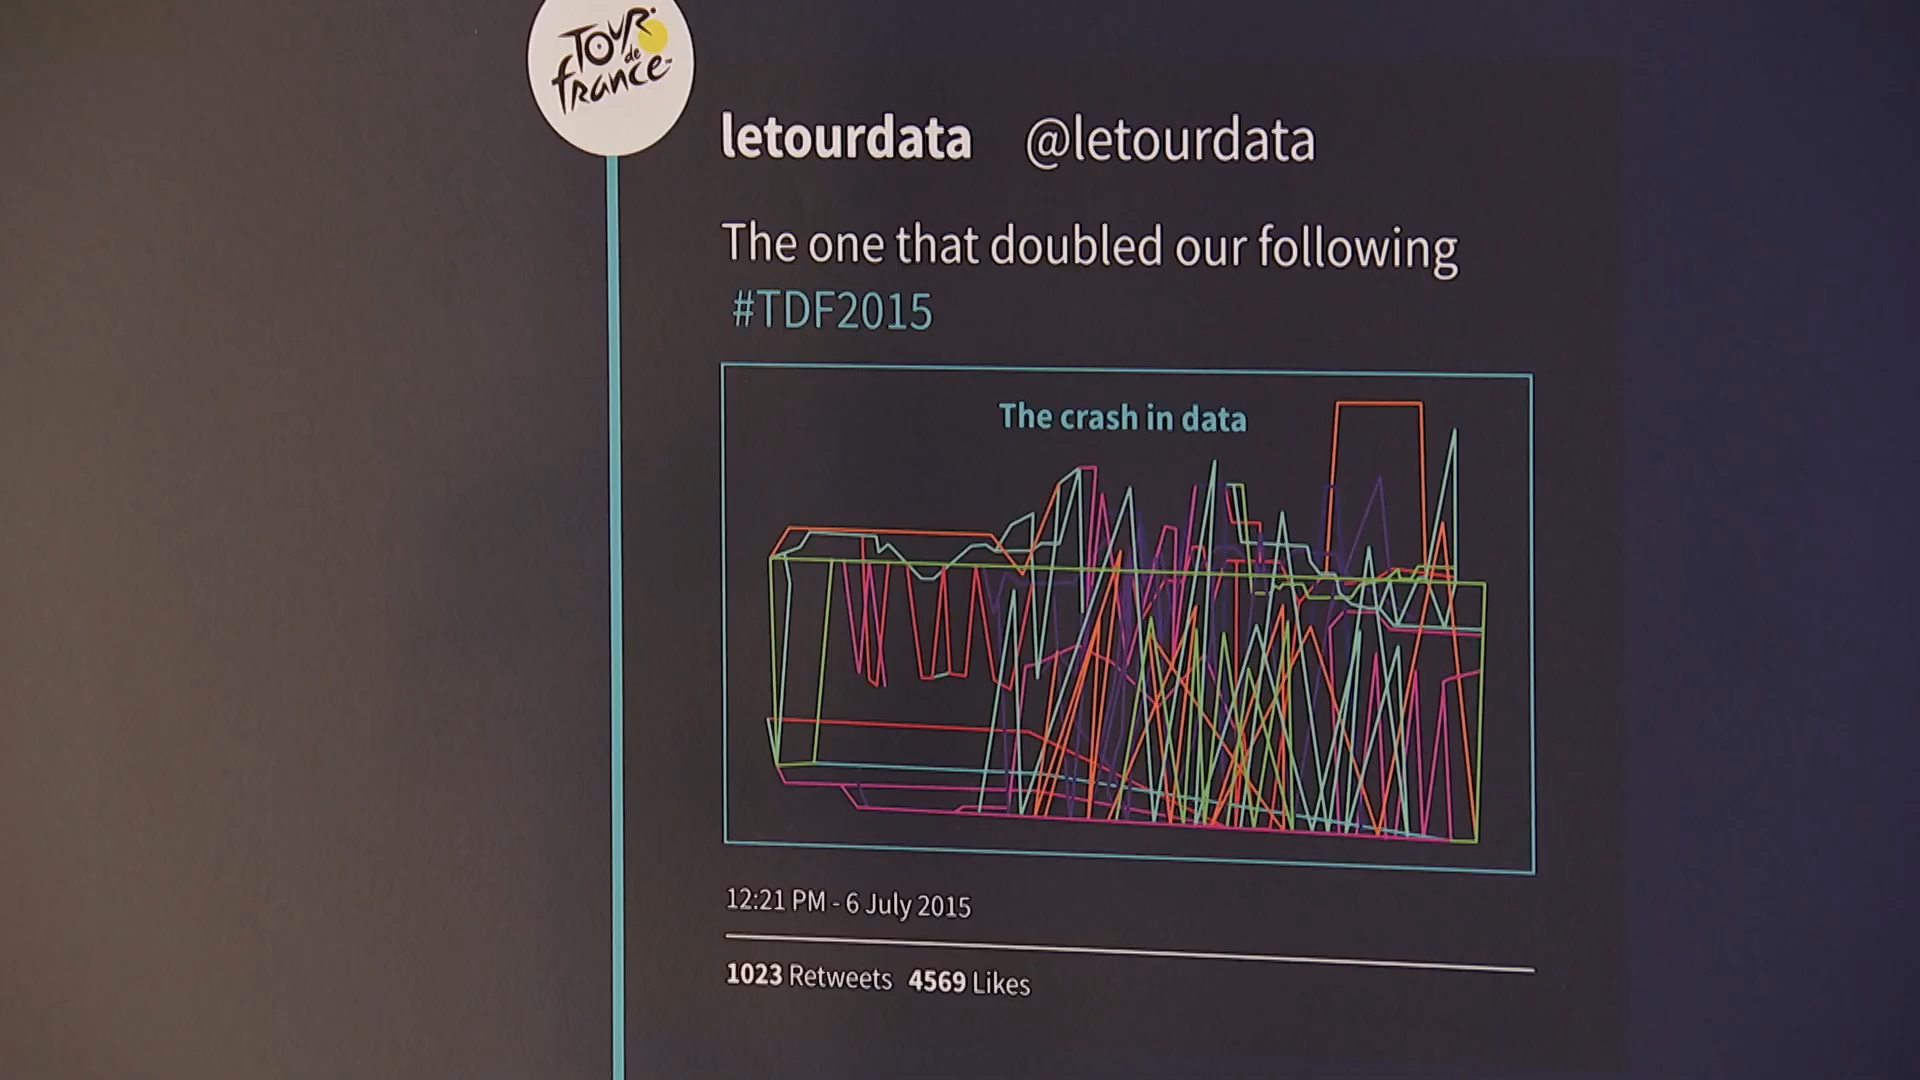 TOUR
de
france™
letourdata @letourdata
The one that doubled our following
#TDF2015
The crash in data
12:21 PM - 6 July 2015
1023 Retweets 4569 Likes